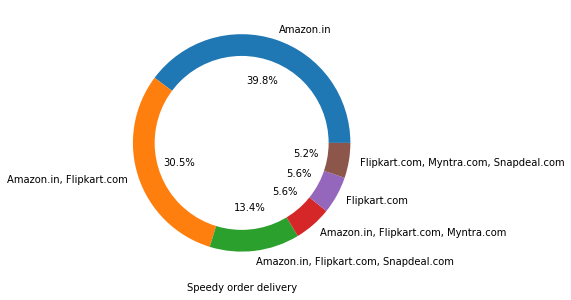 Amazon.in
39.8%
5.2%
Flipkart.com, Myntra.com, Snapdeal.com
30.5%
5.6%
Amazon.in, Flipkart.com
5.6%
Flipkart.com
13.4%
Amazon.in, Flipkart.com, Myntra.com
Amazon.in, Flipkart.com, Snapdeal.com
Speedy order delivery